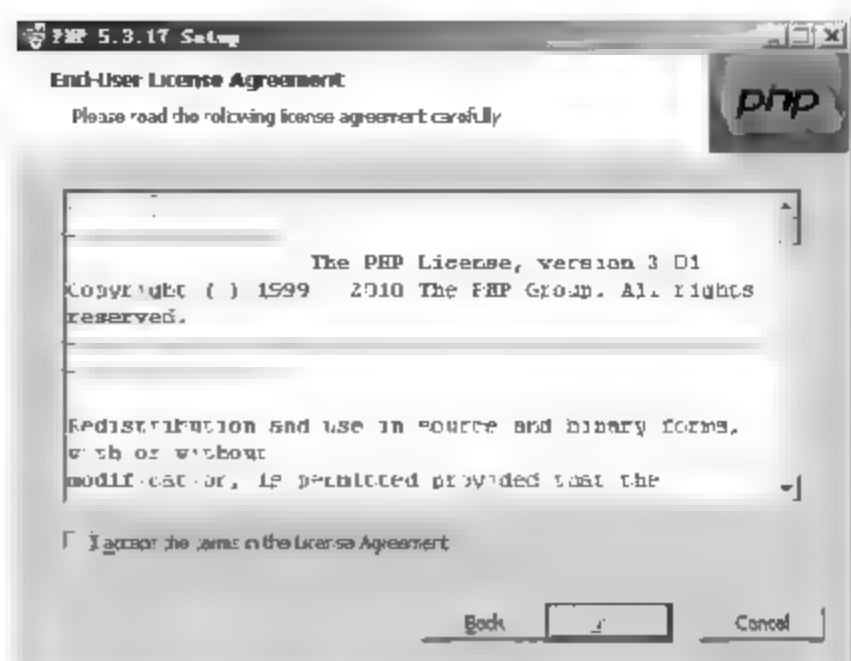 PHP 5.3.17 Setup
End-User License Agreement
Please read the following license agreement carefully
php
The PHP License, version 3 01
Copyright ( ) 1999 2010 The PHP Group. All rights
reserved.
Redistribution and use in source and binary forms,
with or without
modification, is permitted provided that the
I accept the terms in the License Agreement
Back
Cancel